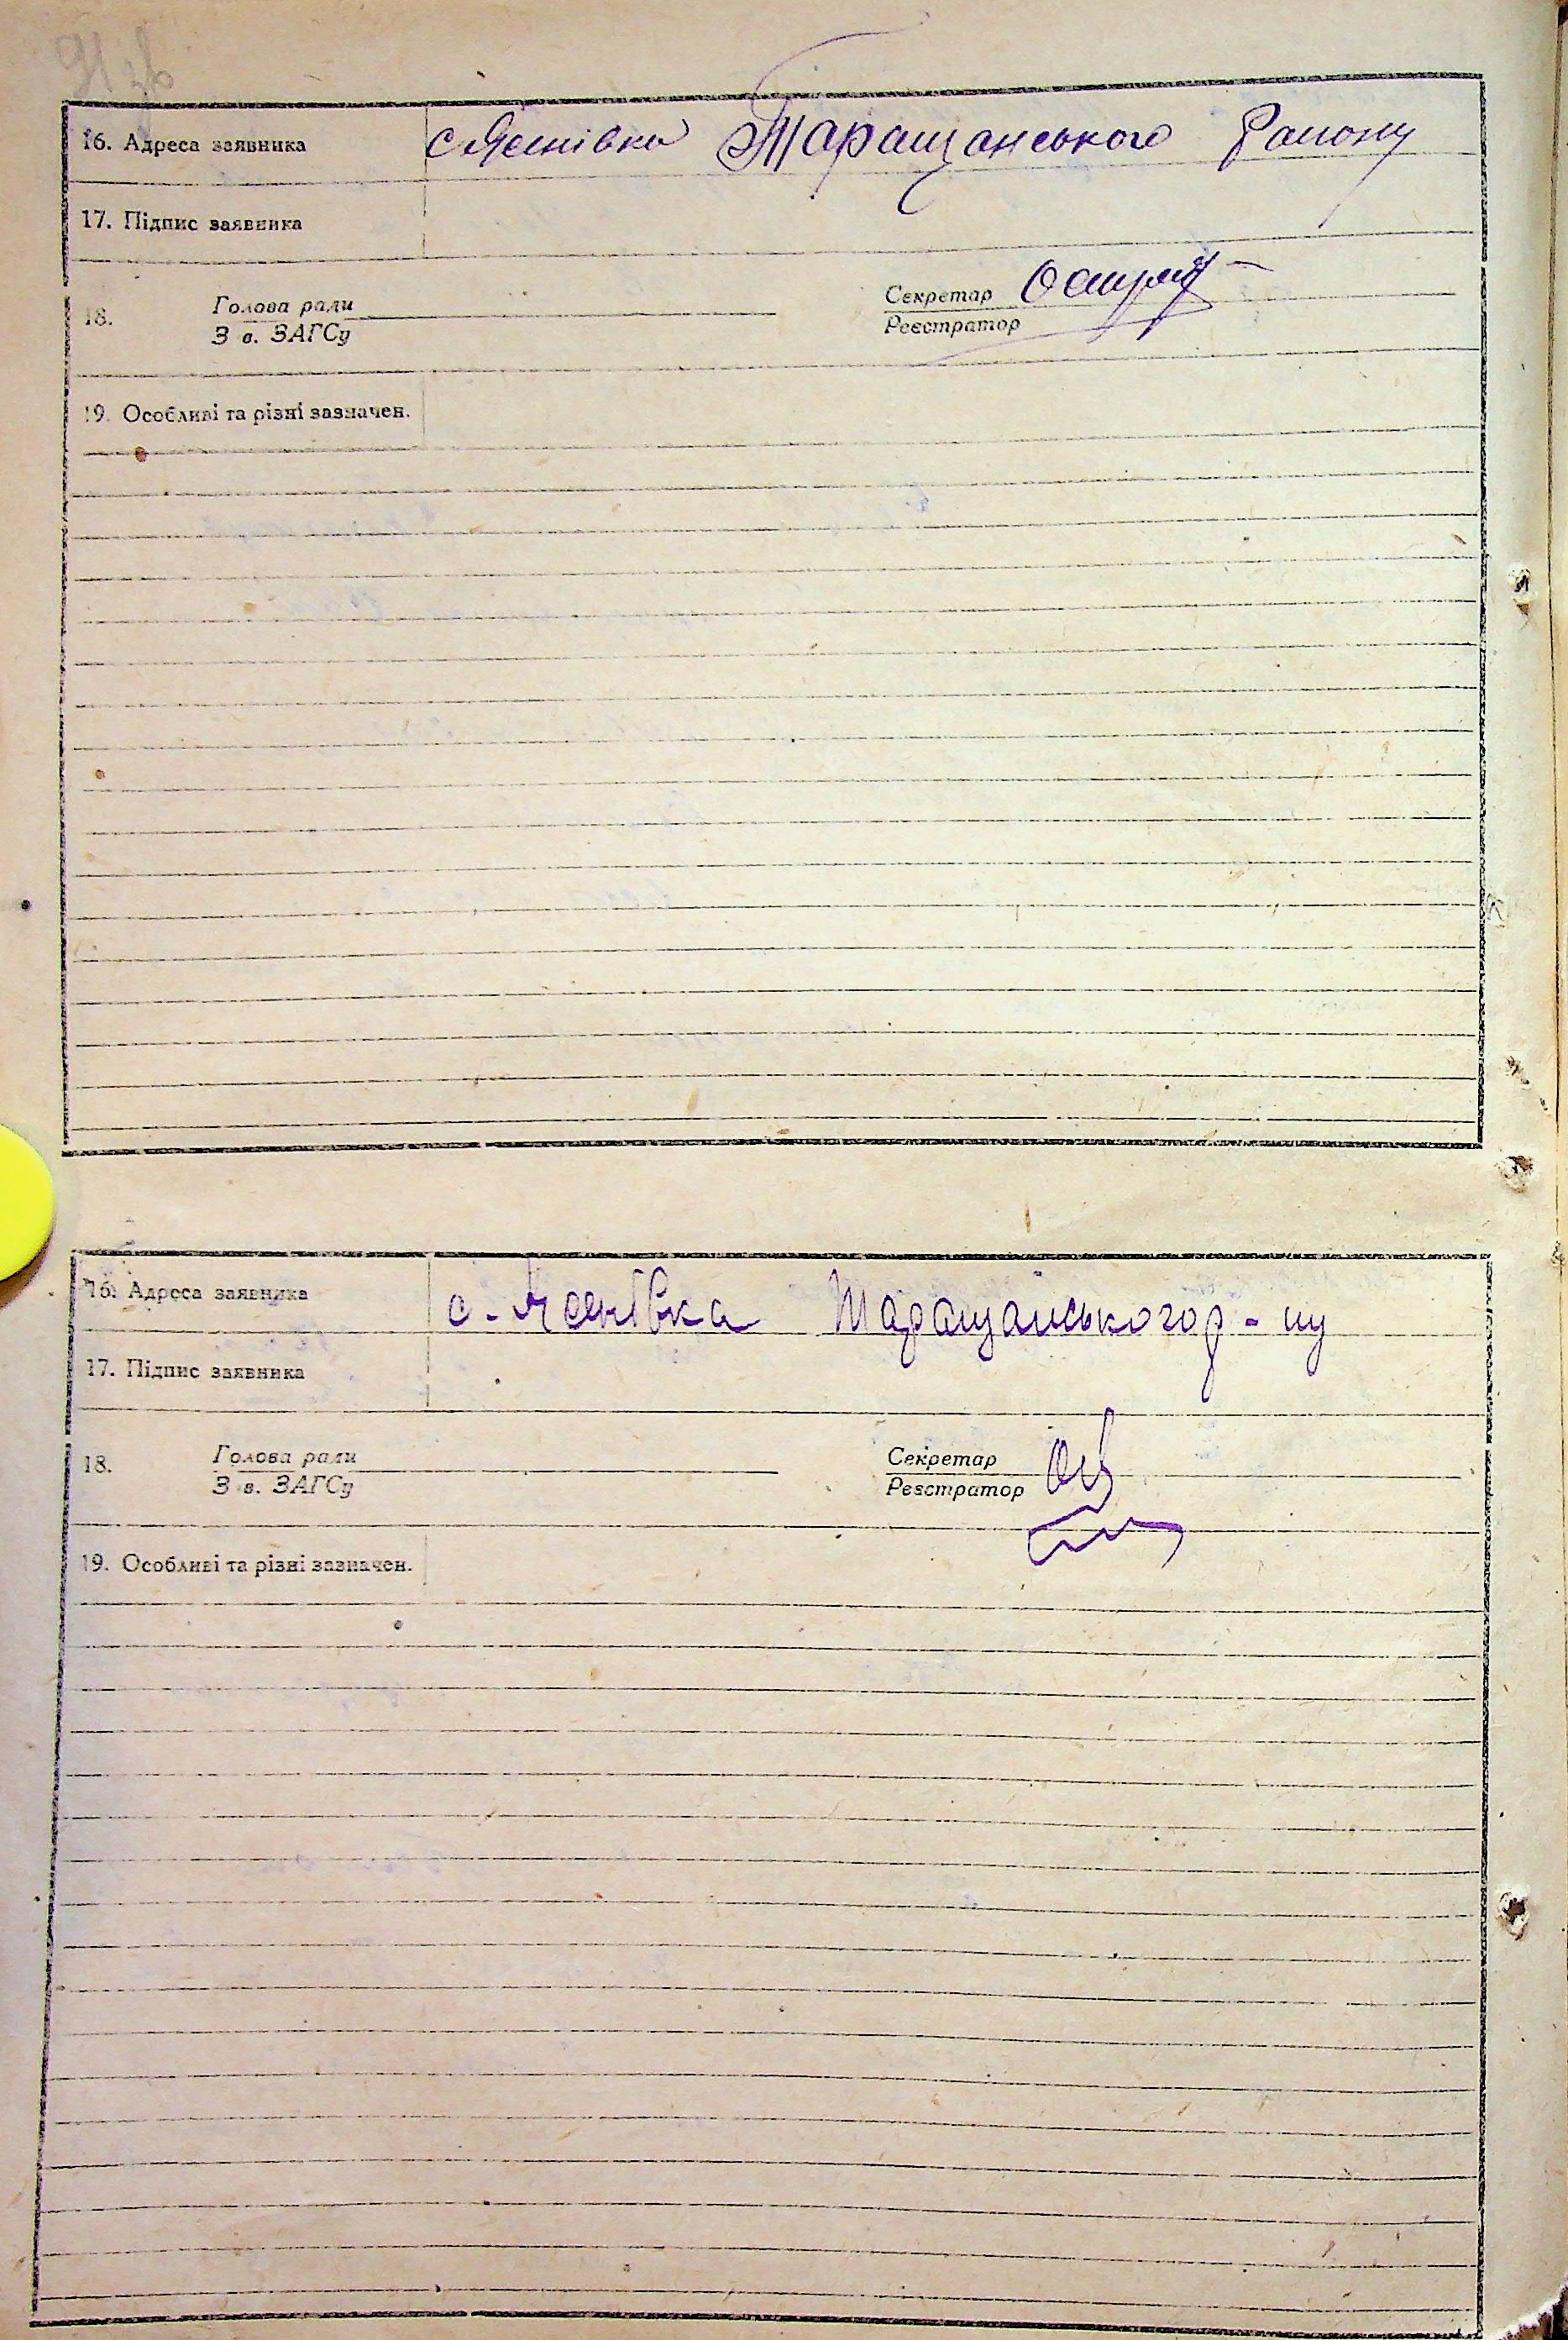 91 зв
16. Адреса заявника с Ясенівка Таращанського Району
17. Підпис заявника
18. Голова ради Секретар
З в. ЗАГСу Реєстратор
19. Особливі та різні зазначен.
16. Адреса заявника с. Ясенівка Таращанського р-ну
17. Підпис заявника
18. Голова ради Секретар
З в. ЗАГСу Реєстратор
19. Особливі та різні зазначен.